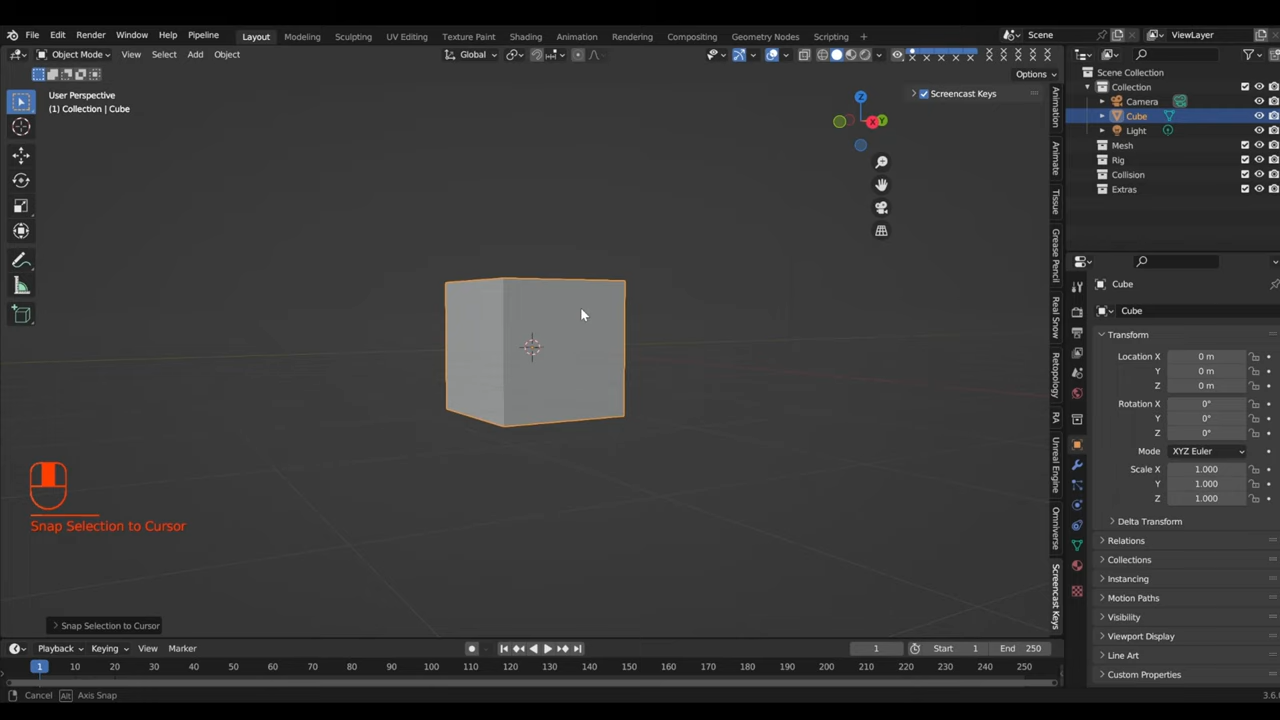 File Edit Render Window Help Pipeline Layout Modeling Sculpting UV Editing Texture Paint Shading Animation Rendering Compositing Geometry Nodes Scripting + Scene ViewLayer
Object Mode View Select Add Object Global
Options
User Perspective
(1) Collection | Cube
Screencast Keys
Z
Y
X
Animation
Animate
Tissue
Grease Pencil
Real Snow
Retopology
RA
Unreal Engine
Omniverse
Screencast Keys
Scene Collection
Collection
Camera
Cube
Light
Mesh
Rig
Collision
Extras
Cube
Cube
Transform
Location X 0 m
Y 0 m
Z 0 m
Rotation X 0°
Y 0°
Z 0°
Mode XYZ Euler
Scale X 1.000
Y 1.000
Z 1.000
Delta Transform
Relations
Collections
Instancing
Motion Paths
Visibility
Viewport Display
Line Art
Custom Properties
Snap Selection to Cursor
Snap Selection to Cursor
Playback Keying View Marker 1 Start 1 End 250
1 10 20 30 40 50 60 70 80 90 100 110 120 130 140 150 160 170 180 190 200 210 220 230 240 250
Cancel Alt Axis Snap